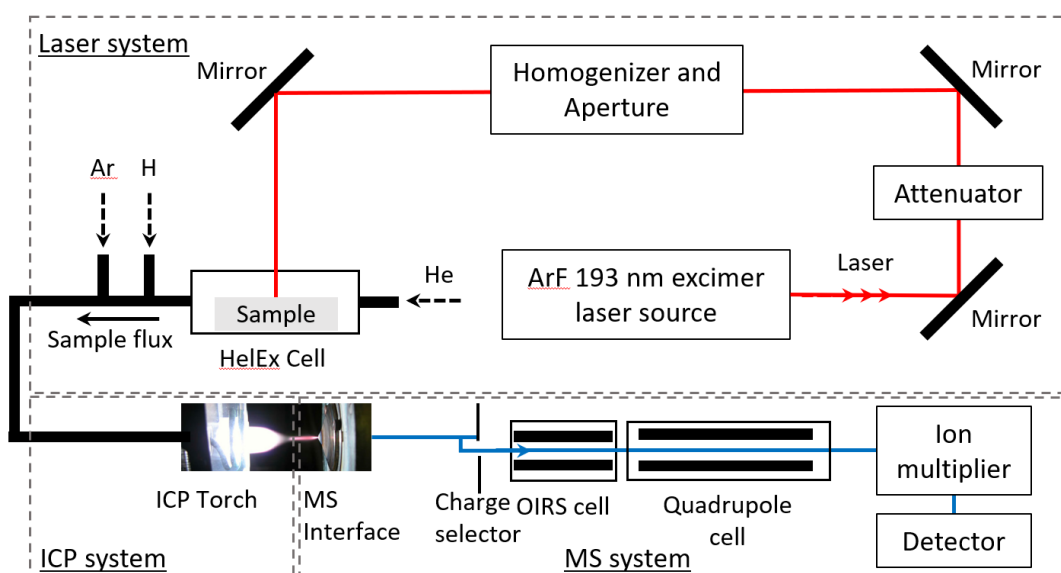 Laser system
Mirror
Homogenizer and
Aperture
Mirror
Ar
H
Attenuator
He
ArF 193 nm excimer
laser source
Laser
Sample
Mirror
Sample flux
HelEx Cell
Ion
multiplier
ICP Torch
MS
Interface
Charge
selector
OIRS cell
Quadrupole
cell
Detector
ICP system
MS system